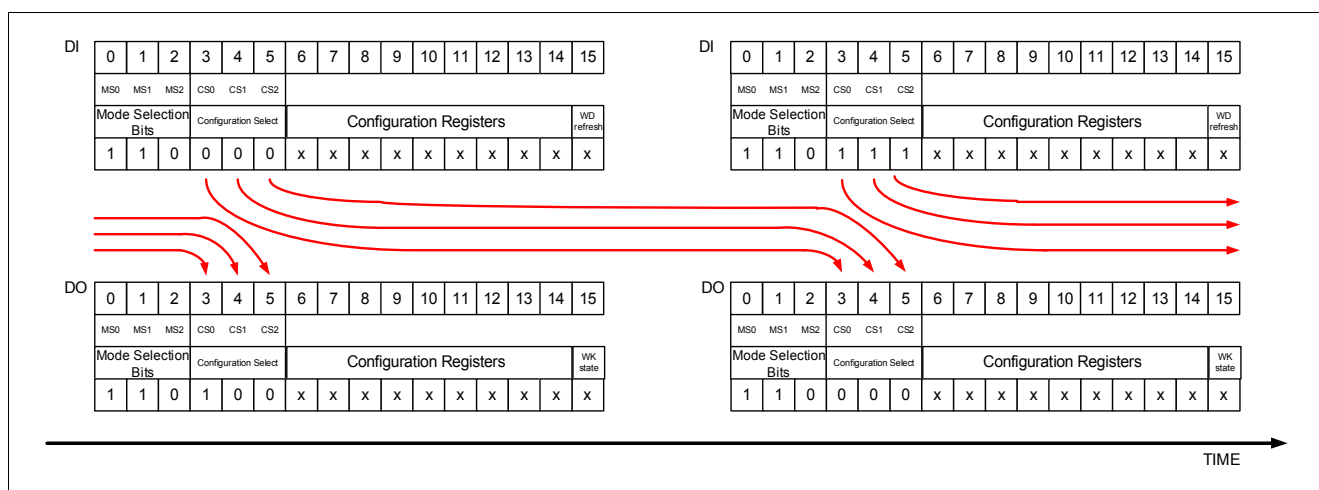 DI 0 1 2 3 4 5 6 7 8 9 10 11 12 13 14 15
MS0 MS1 MS2 CS0 CS1 CS2
Mode Selection Bits Configuration Select Configuration Registers WD refresh
1 1 0 0 0 0 x x x x x x x x x x
DI 0 1 2 3 4 5 6 7 8 9 10 11 12 13 14 15
MS0 MS1 MS2 CS0 CS1 CS2
Mode Selection Bits Configuration Select Configuration Registers WD refresh
1 1 0 1 1 1 x x x x x x x x x x
DO 0 1 2 3 4 5 6 7 8 9 10 11 12 13 14 15
MS0 MS1 MS2 CS0 CS1 CS2
Mode Selection Bits Configuration Select Configuration Registers WK state
1 1 0 1 0 0 x x x x x x x x x x
DO 0 1 2 3 4 5 6 7 8 9 10 11 12 13 14 15
MS0 MS1 MS2 CS0 CS1 CS2
Mode Selection Bits Configuration Select Configuration Registers WK state
1 1 0 0 0 0 x x x x x x x x x x
TIME